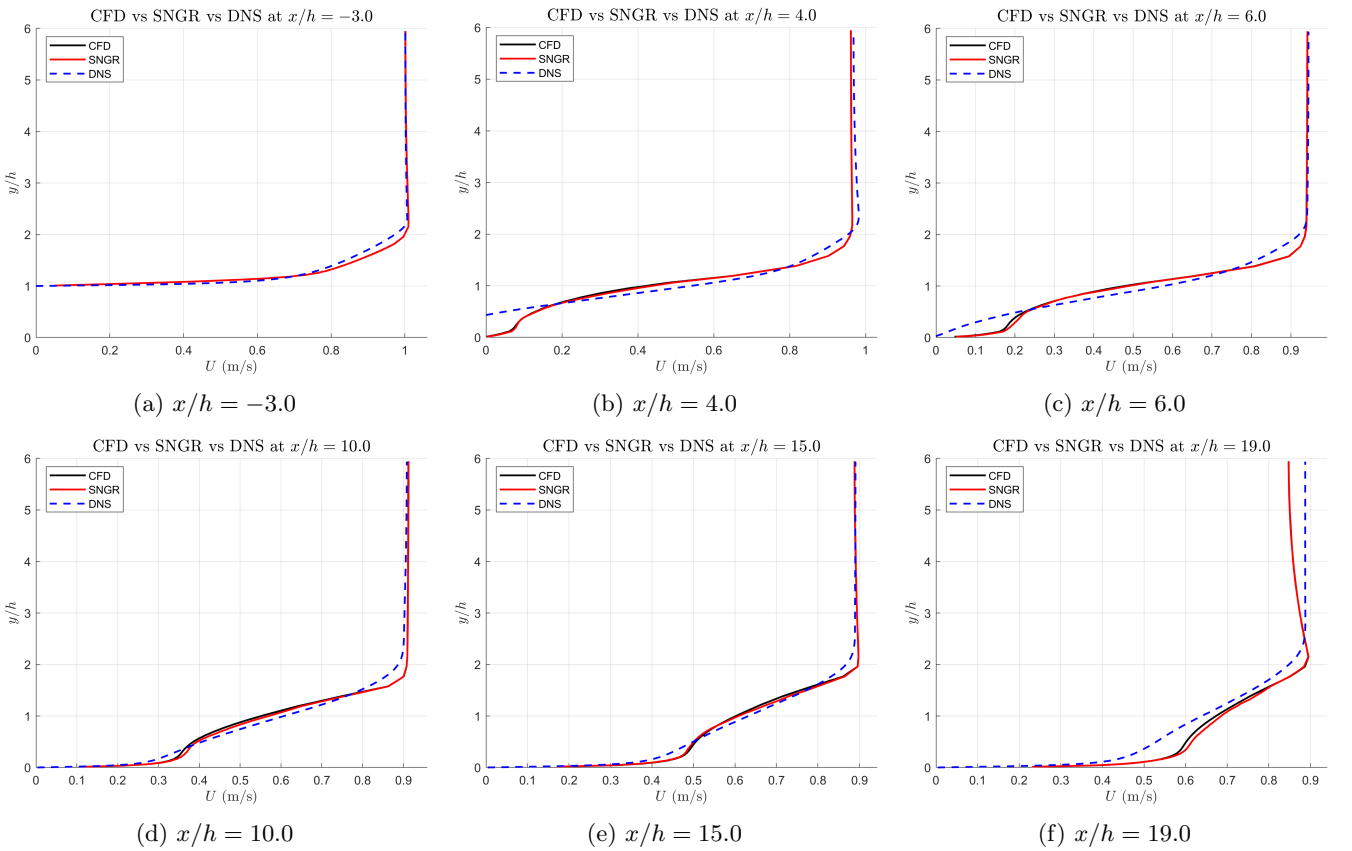 CFD vs SNGR vs DNS at x/h = −3.0
CFD
SNGR
DNS
y/h
6
5
4
3
2
1
0
0 0.2 0.4 0.6 0.8 1
U (m/s)
(a) x/h = −3.0
CFD vs SNGR vs DNS at x/h = 4.0
CFD
SNGR
DNS
y/h
6
5
4
3
2
1
0
0 0.2 0.4 0.6 0.8 1
U (m/s)
(b) x/h = 4.0
CFD vs SNGR vs DNS at x/h = 6.0
CFD
SNGR
DNS
y/h
6
5
4
3
2
1
0
0 0.1 0.2 0.3 0.4 0.5 0.6 0.7 0.8 0.9
U (m/s)
(c) x/h = 6.0
CFD vs SNGR vs DNS at x/h = 10.0
CFD
SNGR
DNS
y/h
6
5
4
3
2
1
0
0 0.1 0.2 0.3 0.4 0.5 0.6 0.7 0.8 0.9
U (m/s)
(d) x/h = 10.0
CFD vs SNGR vs DNS at x/h = 15.0
CFD
SNGR
DNS
y/h
6
5
4
3
2
1
0
0 0.1 0.2 0.3 0.4 0.5 0.6 0.7 0.8 0.9
U (m/s)
(e) x/h = 15.0
CFD vs SNGR vs DNS at x/h = 19.0
CFD
SNGR
DNS
y/h
6
5
4
3
2
1
0
0 0.1 0.2 0.3 0.4 0.5 0.6 0.7 0.8 0.9
U (m/s)
(f) x/h = 19.0